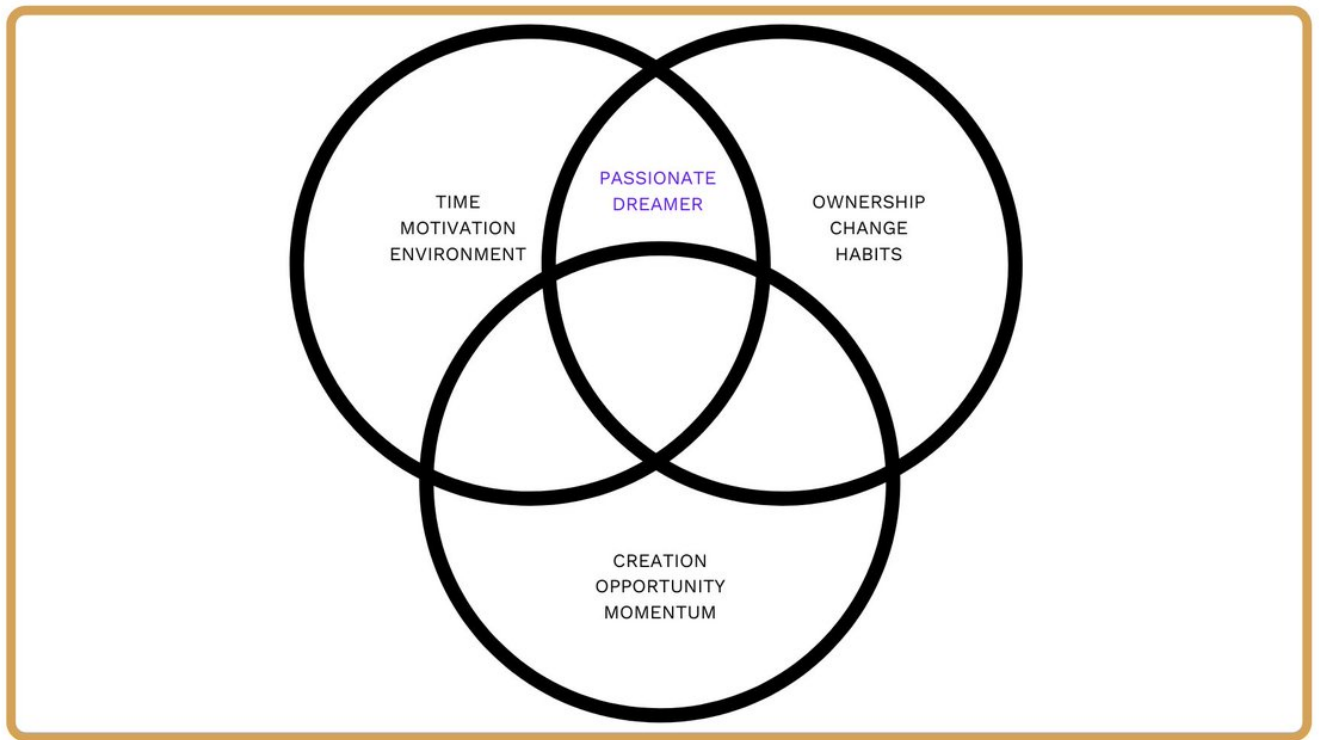 PASSIONATE
DREAMER
TIME
MOTIVATION
ENVIRONMENT
OWNERSHIP
CHANGE
HABITS
CREATION
OPPORTUNITY
MOMENTUM